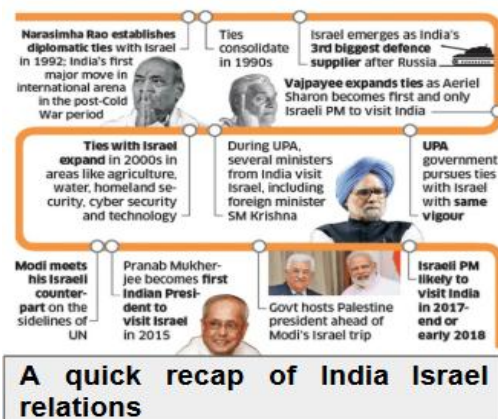 Narasimha Rao establishes
diplomatic ties with Israel
in 1992; India's first
major move in
international arena
in the post-Cold
War period
Ties
consolidate
in 1990s
Israel emerges as India's
3rd biggest defence
supplier after Russia
Vajpayee expands ties as Aeriel
Sharon becomes first and only
Israeli PM to visit India
Ties with Israel
expand in 2000s in
areas like agriculture,
water, homeland se-
curity, cyber security
and technology
During UPA,
several ministers
from India visit
Israel, including
foreign minister
SM Krishna
UPA
government
pursues ties
with Israel
with same
vigour
Modi meets
his Israeli
counter-
part on the
sidelines of
UN
Pranab Mukher-
jee becomes first
Indian Presi-
dent to
visit Israel
in 2015
Govt hosts Palestine
president ahead of
Modi's Israel trip
Israeli PM
likely to
visit India
in 2017-
end or
early 2018
A quick recap of India Israel
relations